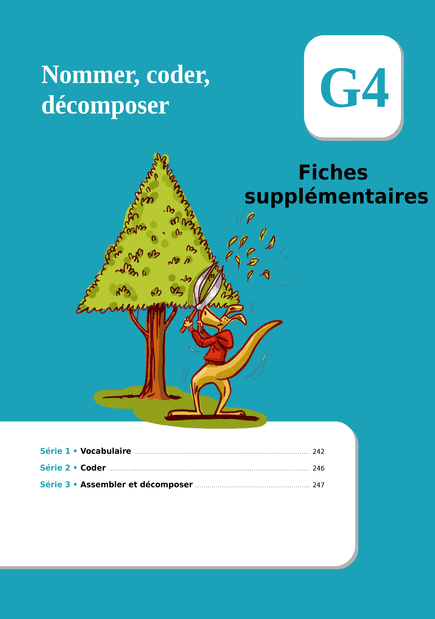 Nommer, coder,
décomposer
G4
Fiches
supplémentaires
Série 1 • Vocabulaire 242
Série 2 • Coder 246
Série 3 • Assembler et décomposer 247